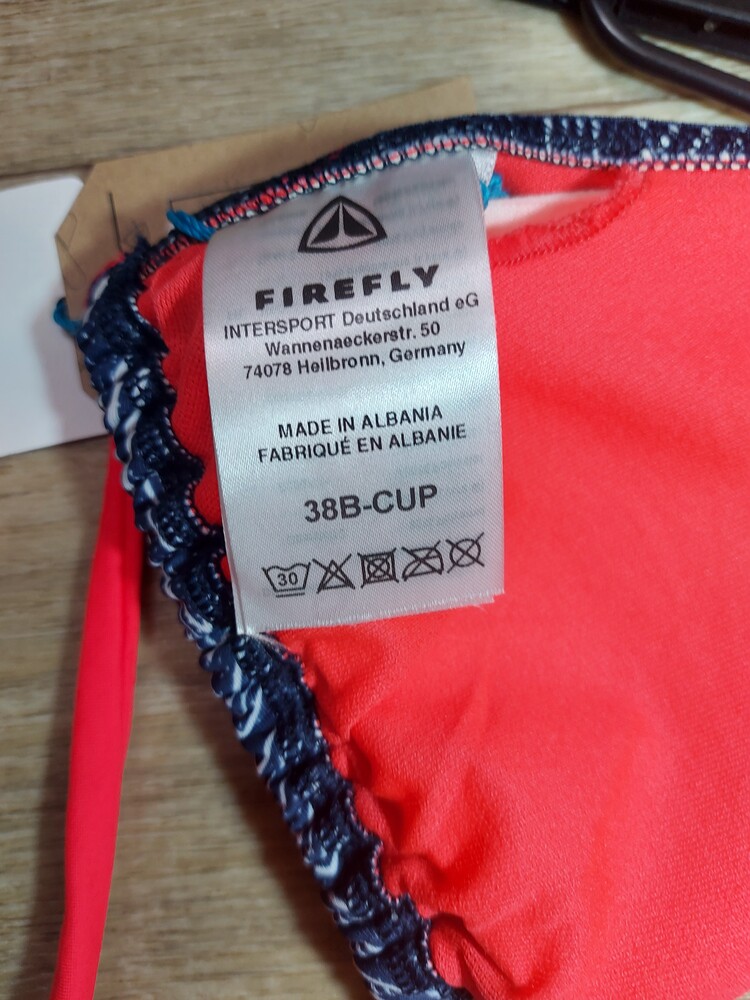 FIREFLY
INTERSPORT Deutschland eG
Wannenaeckerstr. 50
74078 Heilbronn, Germany
MADE IN ALBANIA
FABRIQUÉ EN ALBANIE
38B-CUP
30